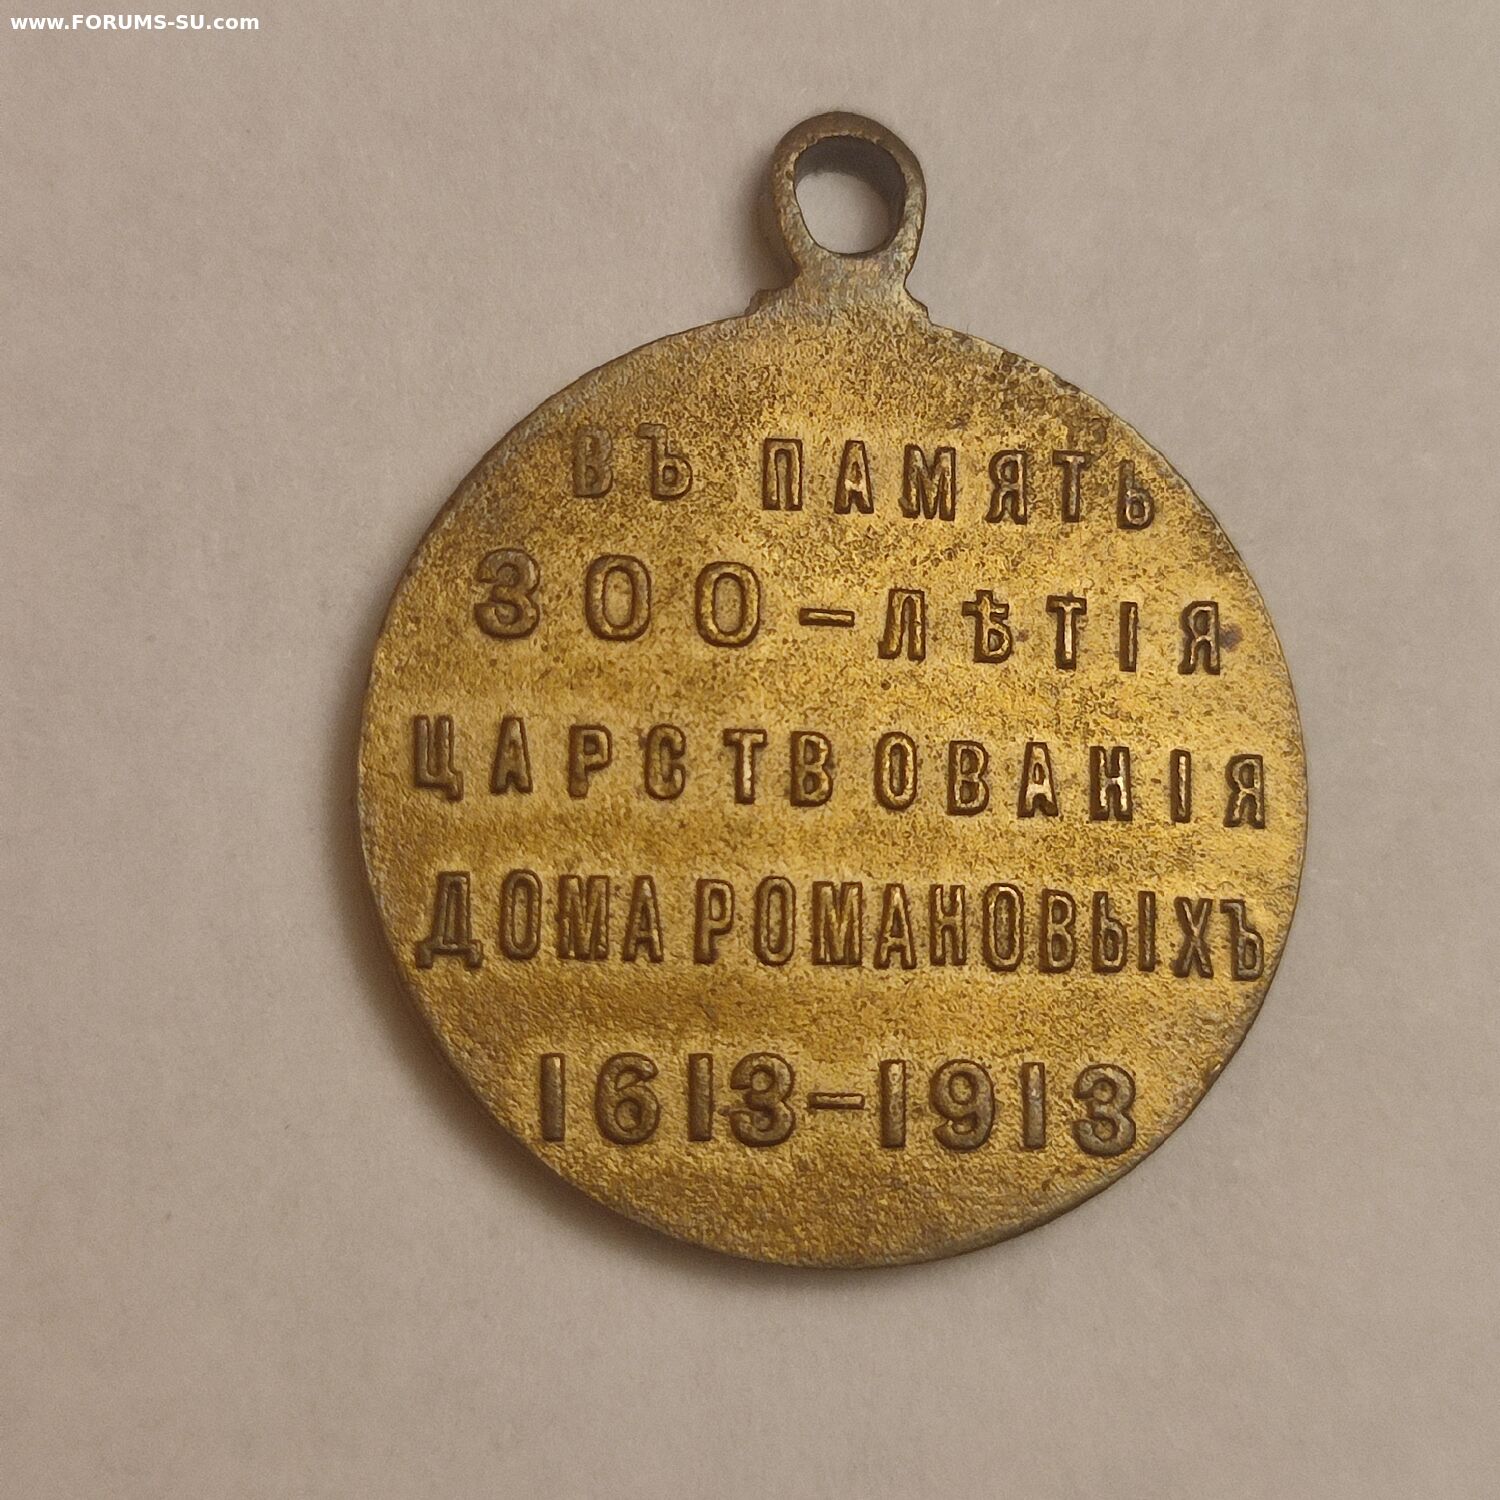 www.FORUMS-SU.com
ВЪ ПАМЯТЬ
300-ЛѢТІЯ
ЦАРСТВОВАНІЯ
ДОМА РОМАНОВЫХЪ
1613-1913